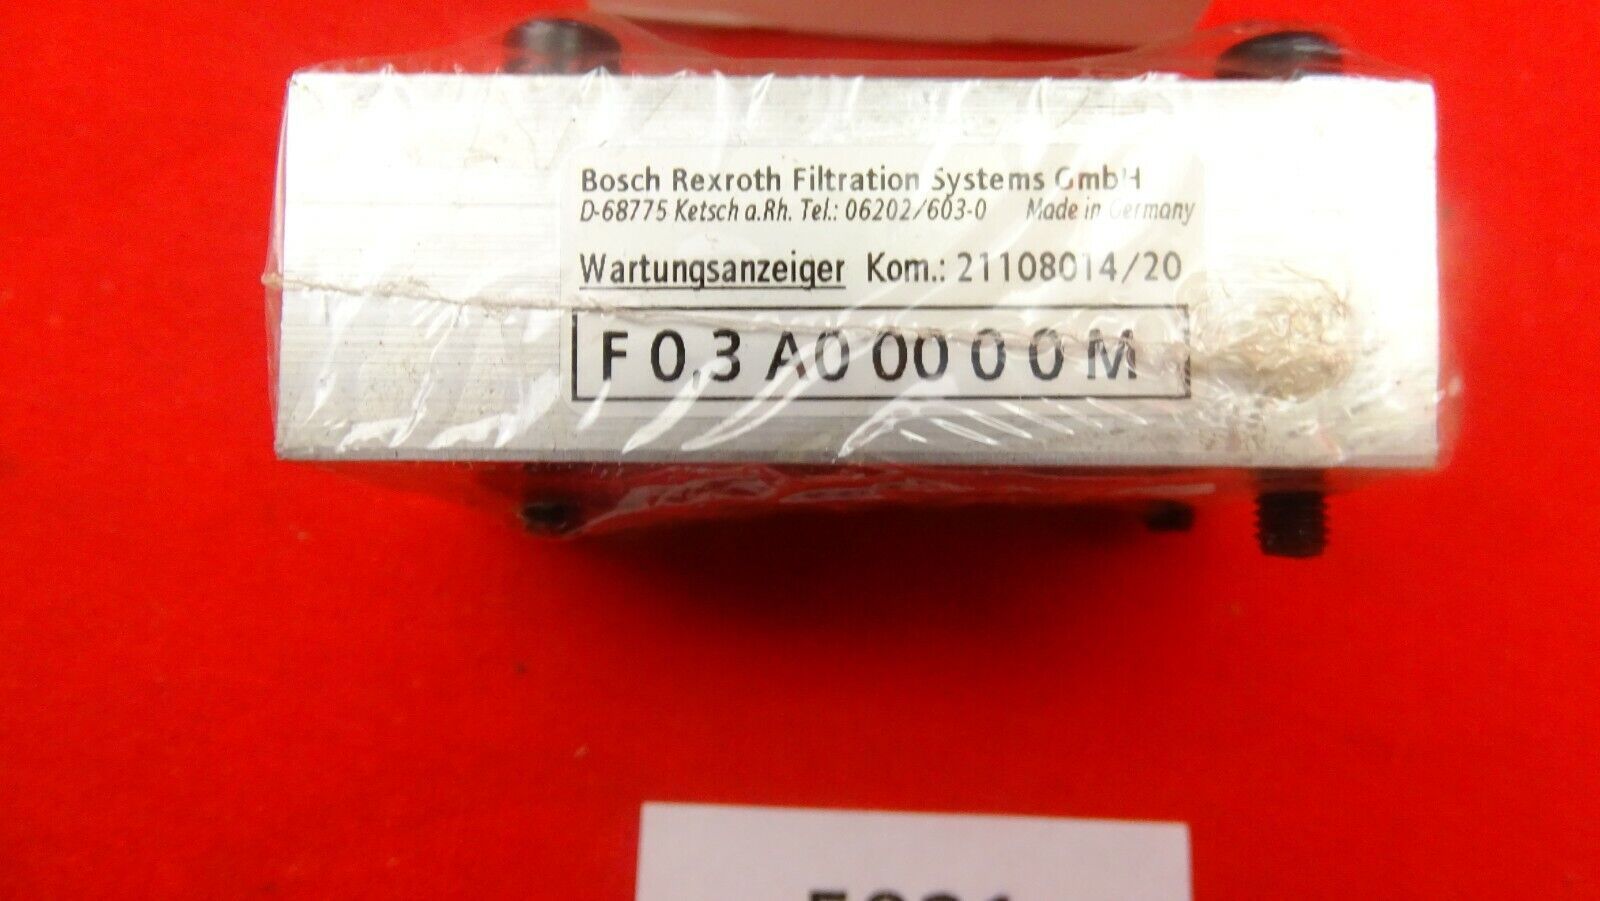 Bosch Rexroth Filtration Systems GmbH
D-68775 Ketsch a.Rh. Tel.: 06202/603-0 Made in Germany
Wartungsanzeiger Kom.: 21108014/20
F 0,3 A0 00 0 0 M